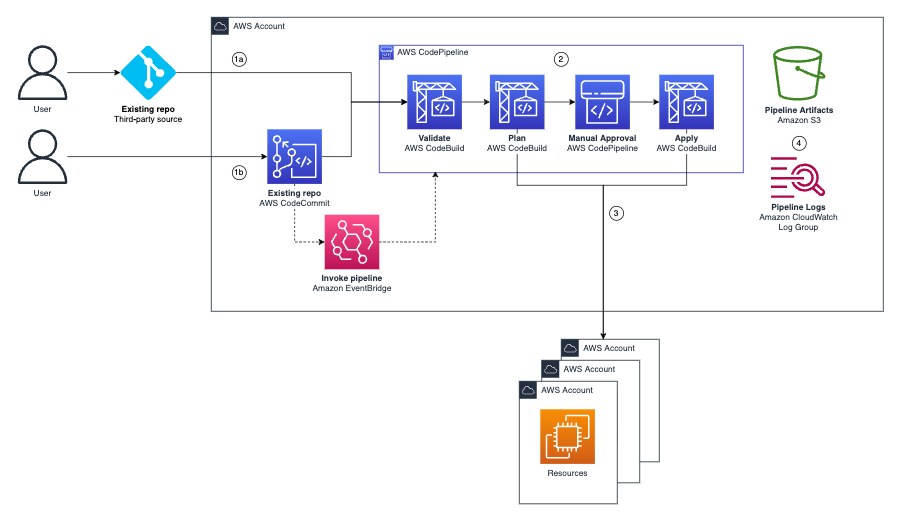 AWS Account
1a
AWS CodePipeline
2
User
Existing repo
Third-party source
Validate
AWS CodeBuild
Plan
AWS CodeBuild
Manual Approval
AWS CodePipeline
Apply
AWS CodeBuild
Pipeline Artifacts
Amazon S3
4
User
1b
Existing repo
AWS CodeCommit
3
Pipeline Logs
Amazon CloudWatch
Log Group
Invoke pipeline
Amazon EventBridge
AWS Account
AWS Account
AWS Account
Resources